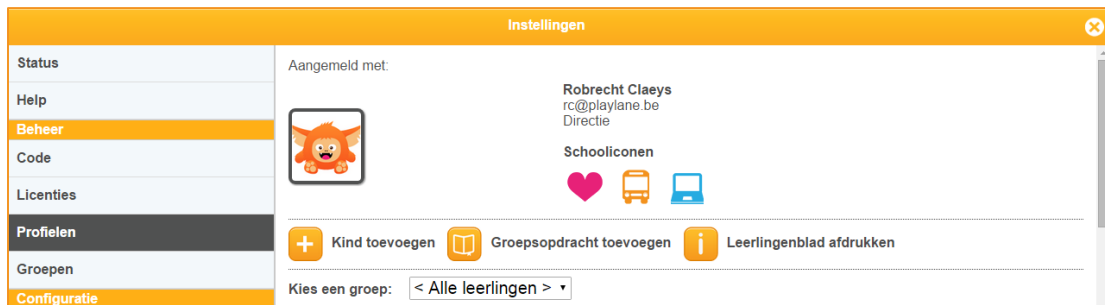 Instellingen
Status
Help
Beheer
Code
Licenties
Profielen
Groepen
Configuratie
Aangemeld met:
Robrecht Claeys
rc@playlane.be
Directie
Schooliconen
Kind toevoegen
Groepsopdracht toevoegen
Leerlingenblad afdrukken
Kies een groep: < Alle leerlingen >